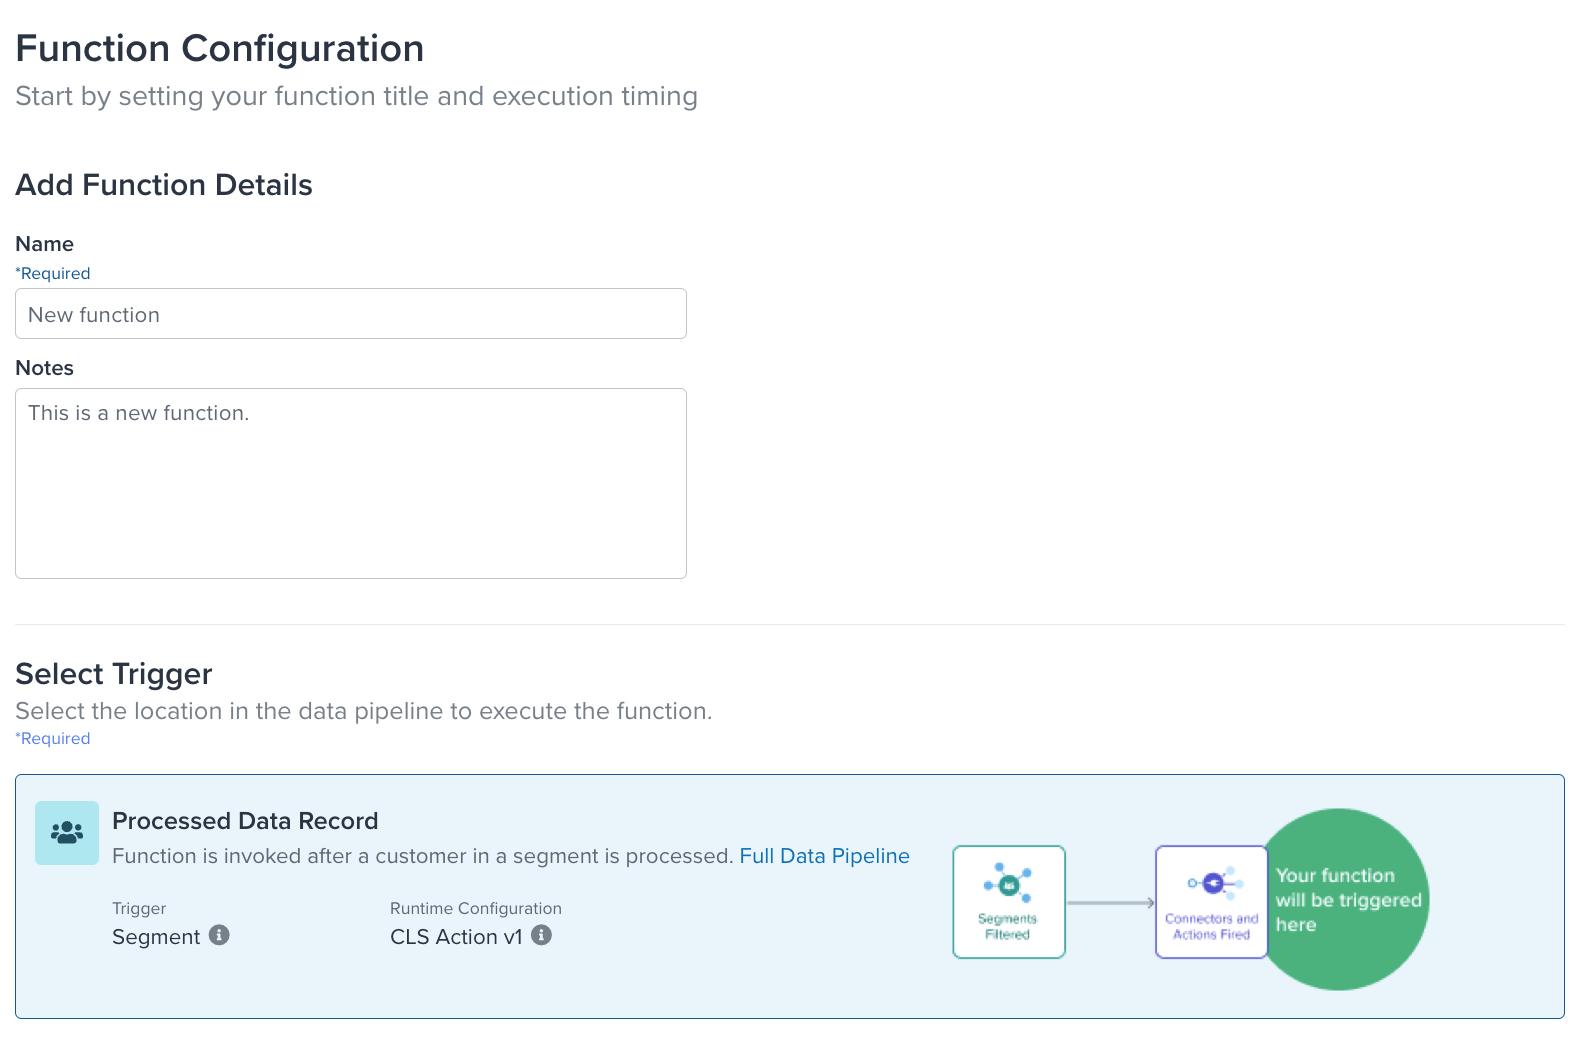 Function Configuration
Start by setting your function title and execution timing
Add Function Details
Name
*Required
New function
Notes
This is a new function.
Select Trigger
Select the location in the data pipeline to execute the function.
*Required
Processed Data Record
Function is invoked after a customer in a segment is processed. Full Data Pipeline
Trigger
Segment
Runtime Configuration
CLS Action v1
Segments
Filtered
Connectors and
Actions Fired
Your function
will be triggered
here